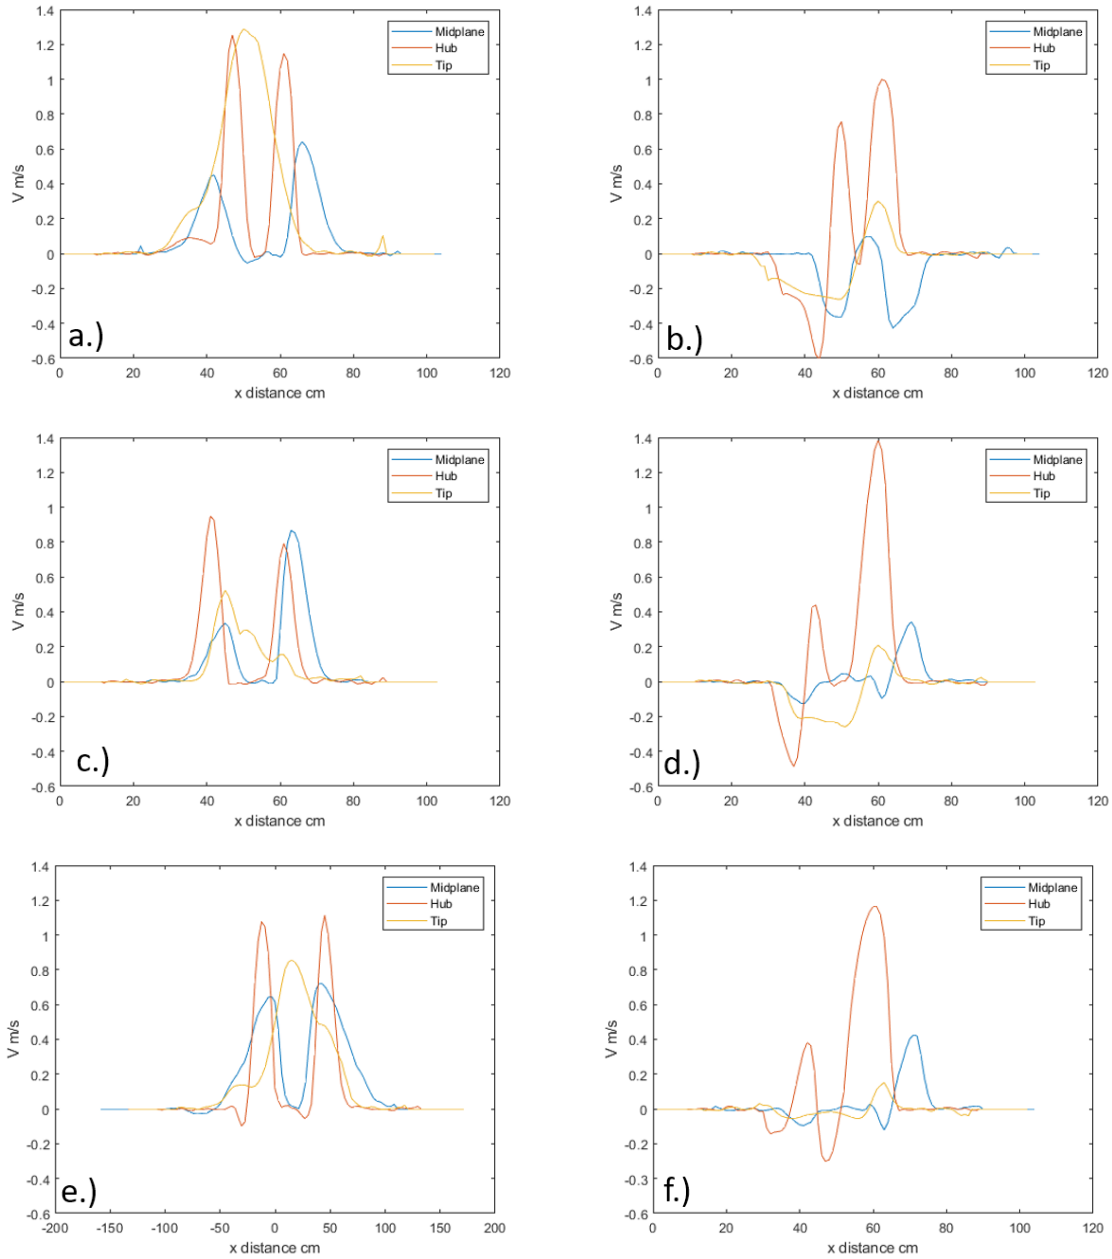 1.4
1.2
1
0.8
0.6
0.4
0.2
0
-0.2
-0.4
-0.6
V m/s
Midplane
Hub
Tip
a.)
0 20 40 60 80 100 120
x distance cm
1.4
1.2
1
0.8
0.6
0.4
0.2
0
-0.2
-0.4
-0.6
V m/s
Midplane
Hub
Tip
b.)
0 20 40 60 80 100 120
x distance cm
1.4
1.2
1
0.8
0.6
0.4
0.2
0
-0.2
-0.4
-0.6
V m/s
Midplane
Hub
Tip
c.)
0 20 40 60 80 100 120
x distance cm
1.4
1.2
1
0.8
0.6
0.4
0.2
0
-0.2
-0.4
-0.6
V m/s
Midplane
Hub
Tip
d.)
0 20 40 60 80 100 120
x distance cm
1.4
1.2
1
0.8
0.6
0.4
0.2
0
-0.2
-0.3
-0.6
V m/s
Midplane
Hub
Tip
e.)
-200 -150 -100 -50 0 50 100 150 200
x distance cm
1.4
1.2
1
0.8
0.6
0.4
0.2
0
-0.2
-0.3
-0.6
V m/s
Midplane
Hub
Tip
f.)
0 20 40 60 80 100 120
x distance cm